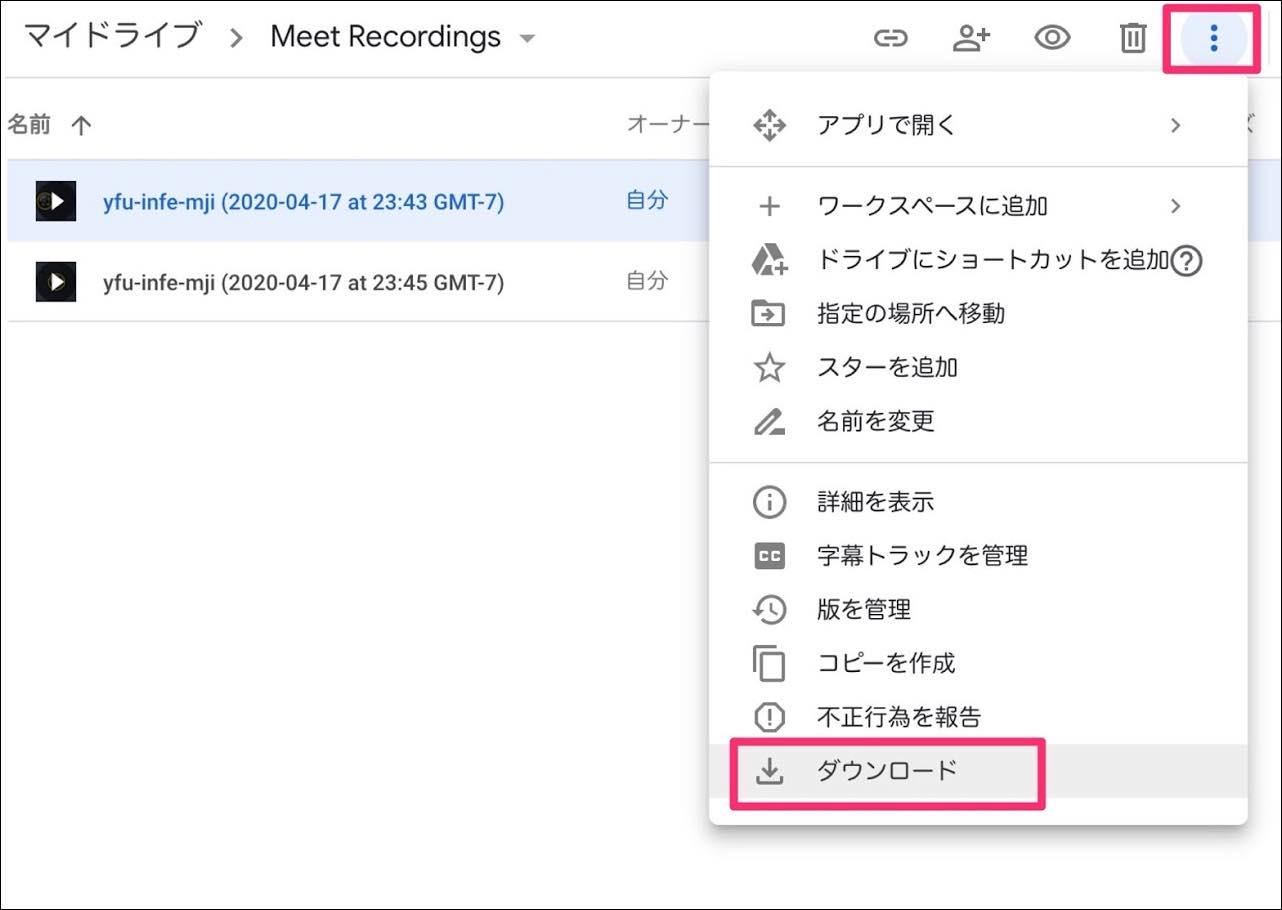 マイドライブ > Meet Recordings
名前 ↑ オーナー
yfu-infe-mji (2020-04-17 at 23:43 GMT-7) 自分
yfu-infe-mji (2020-04-17 at 23:45 GMT-7) 自分
アプリで開く
ワークスペースに追加
ドライブにショートカットを追加
指定の場所へ移動
スターを追加
名前を変更
詳細を表示
CC 字幕トラックを管理
版を管理
コピーを作成
不正行為を報告
ダウンロード